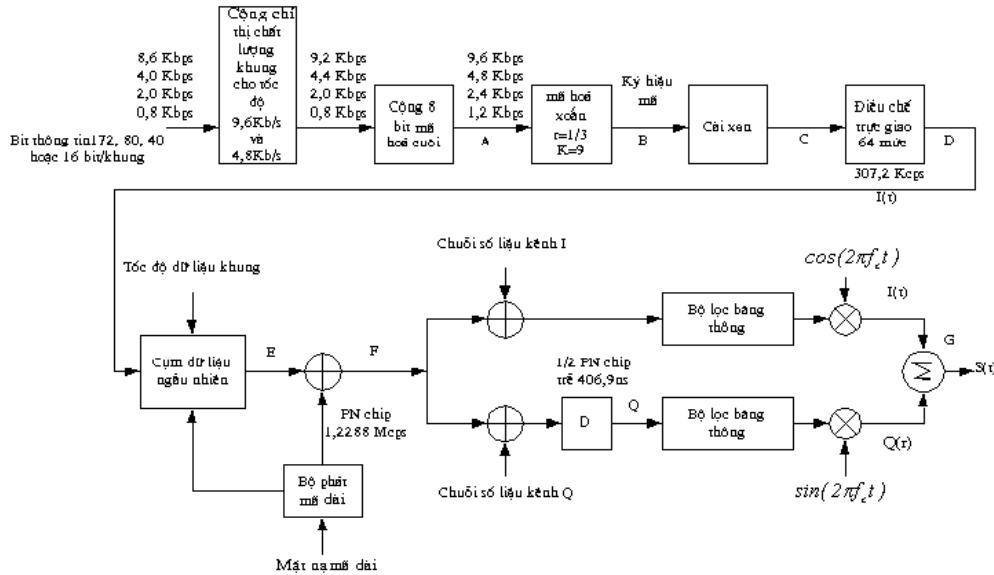 8,6 Kbps
4,0 Kbps
2,0 Kbps
0,8 Kbps
Bit thông tin172, 80, 40
hoặc 16 bit/khung
Cộng chỉ
thị chất
lượng
khung
cho tốc
độ
9,6Kb/s
và
4,8Kb/s
9,2 Kbps
4,4 Kbps
2,0 Kbps
0,8 Kbps
Cộng 8
bit mã
hoá cuối
9,6 Kbps
4,8 Kbps
2,4 Kbps
1,2 Kbps
A
mã hoá
xoắn
r=1/3
K=9
Ký hiệu
mã
B
Cài xen
C
Điều chế
trực giao
64 mức
D
307,2 Kcps
I(t)
Tốc độ dữ liệu khung
Cụm dữ liệu
ngẫu nhiên
E
F
PN chip
1,2288 Mcps
Bộ phát
mã dài
Mặt nạ mã dài
Chuỗi số liệu kênh I
Bộ lọc băng
thông
cos(2πf_ct)
I(t)
1/2 PN chip
trễ 406,9ns
D
Q
Bộ lọc băng
thông
Chuỗi số liệu kênh Q
sin(2πf_ct)
Q(t)
G
Σ
S(t)